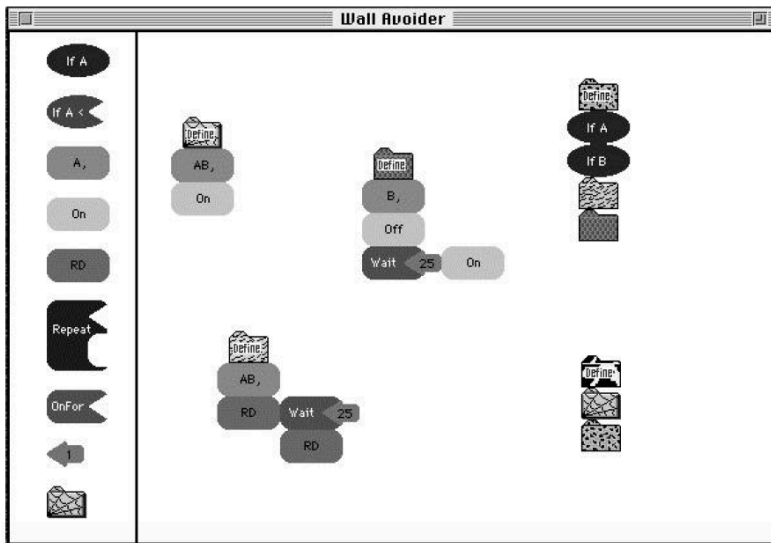 Wall Avoider
If A
If A <
A,
On
RD
Repeat
OnFor
1
Define
AB,
On
Define
B,
Off
Wait 25 On
Define
If A
If B
Define
AB,
RD Wait 25
RD
Define